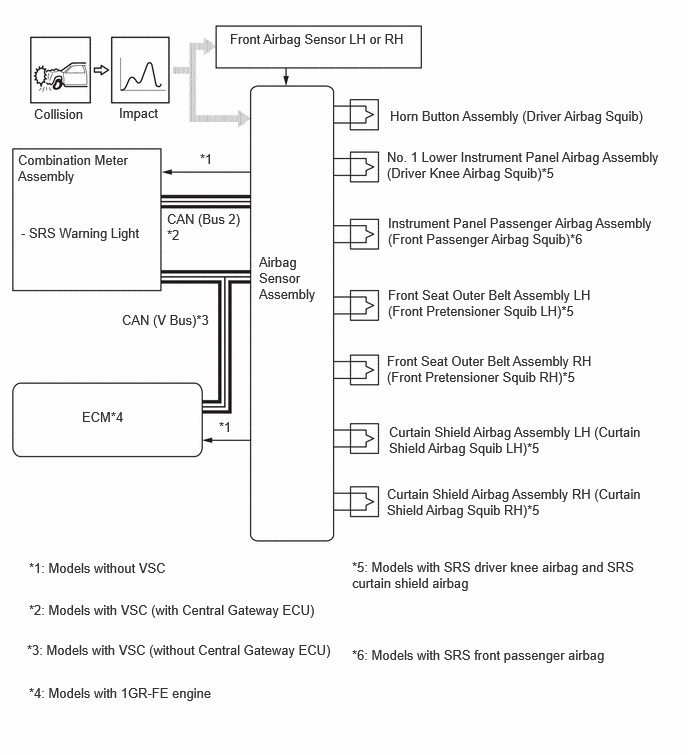 Front Airbag Sensor LH or RH
Collision
Impact
Horn Button Assembly (Driver Airbag Squib)
Combination Meter
Assembly
- SRS Warning Light
*1
No. 1 Lower Instrument Panel Airbag Assembly
(Driver Knee Airbag Squib)*5
CAN (Bus 2)
*2
Instrument Panel Passenger Airbag Assembly
(Front Passenger Airbag Squib)*6
Airbag
Sensor
Assembly
Front Seat Outer Belt Assembly LH
(Front Pretensioner Squib LH)*5
CAN (V Bus)*3
Front Seat Outer Belt Assembly RH
(Front Pretensioner Squib RH)*5
ECM*4
*1
Curtain Shield Airbag Assembly LH (Curtain
Shield Airbag Squib LH)*5
Curtain Shield Airbag Assembly RH (Curtain
Shield Airbag Squib RH)*5
*1: Models without VSC
*2: Models with VSC (with Central Gateway ECU)
*3: Models with VSC (without Central Gateway ECU)
*4: Models with 1GR-FE engine
*5: Models with SRS driver knee airbag and SRS
curtain shield airbag
*6: Models with SRS front passenger airbag